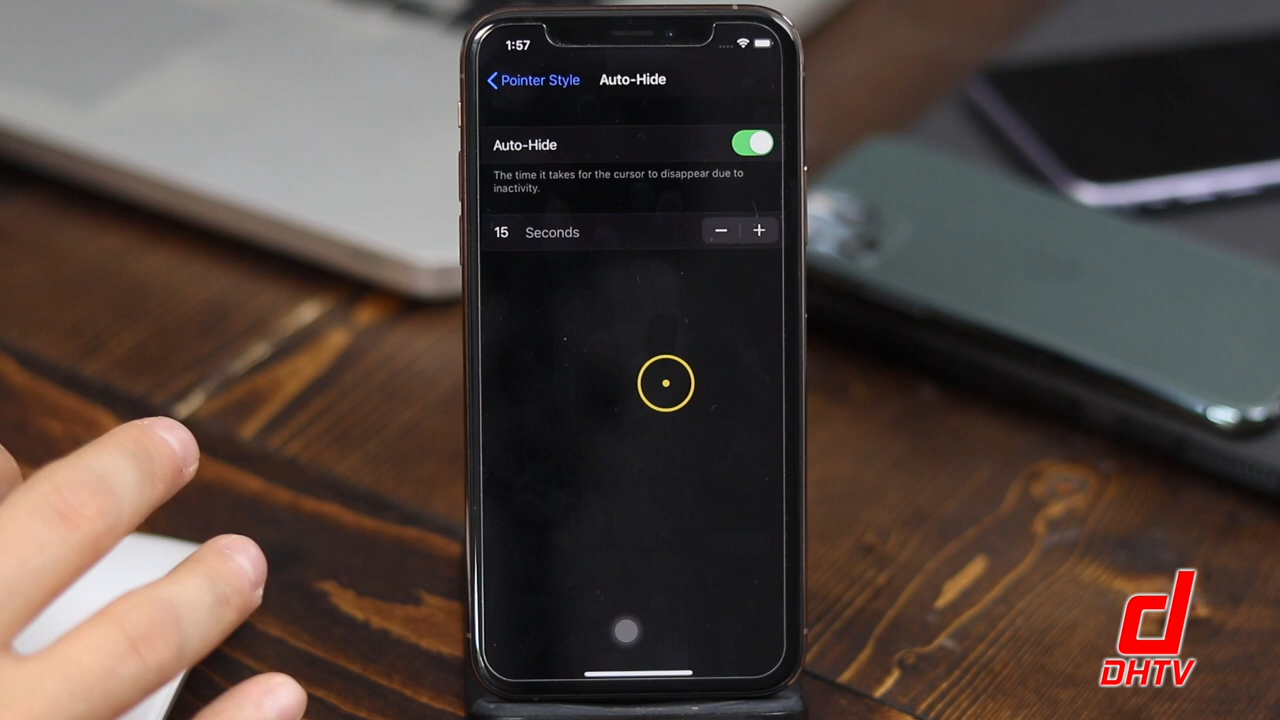 1:57
Pointer Style
Auto-Hide
Auto-Hide
The time it takes for the cursor to disappear due to
inactivity.
15 Seconds
− +
d
DHTV